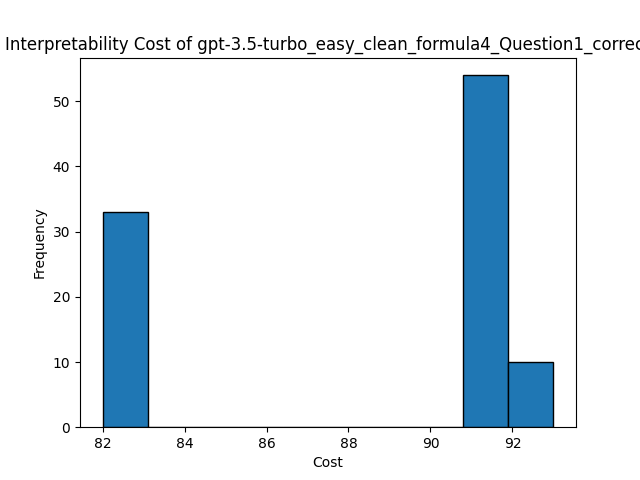 Interpretability Cost of gpt-3.5-turbo_easy_clean_formula4_Question1_correc
50
40
30
20
10
0
Frequency
82 84 86 88 90 92
Cost